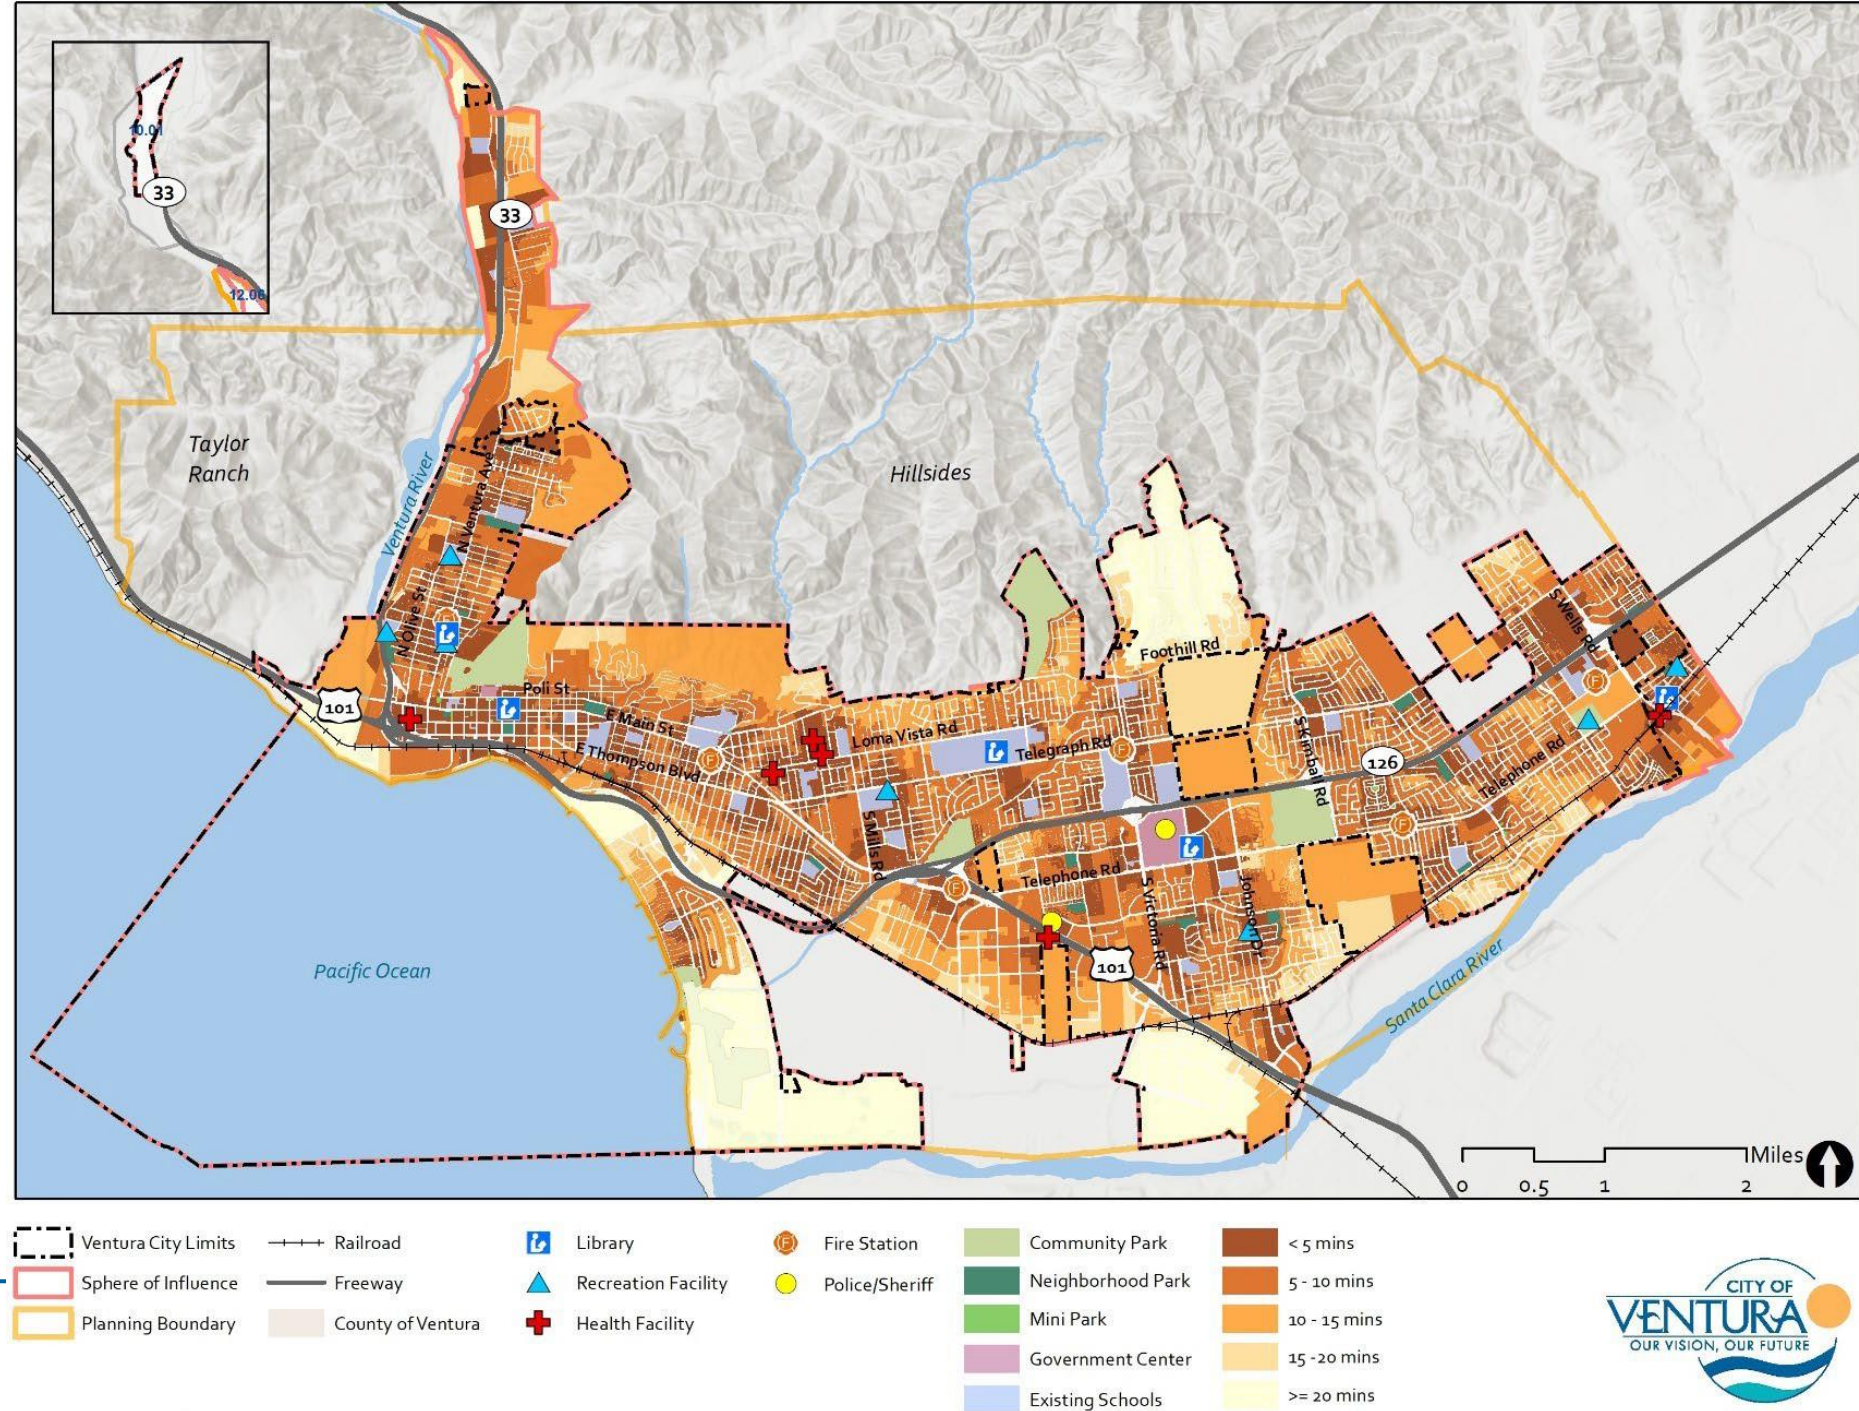 10.01
33
12.06
33
Taylor
Ranch
Ventura River
N Ventura Ave
Hillsides
N Olive St
Foothill Rd
S Wells Rd
101
Poli St
E Main St
E Thompson Blvd
Loma Vista Rd
Telegraph Rd
S Kimball Rd
126
Telephone Rd
S Mills Rd
Telephone Rd
S Victoria Rd
Johnson Dr
101
Pacific Ocean
Santa Clara River
F
F
F
F
F
F
Miles
0 0.5 1 2
Ventura City Limits
Sphere of Influence
Planning Boundary
Railroad
Freeway
County of Ventura
Library
Recreation Facility
Health Facility
F Fire Station
Police/Sheriff
Community Park
Neighborhood Park
Mini Park
Government Center
Existing Schools
< 5 mins
5 - 10 mins
10 - 15 mins
15 -20 mins
>= 20 mins
CITY OF
VENTURA
OUR VISION, OUR FUTURE